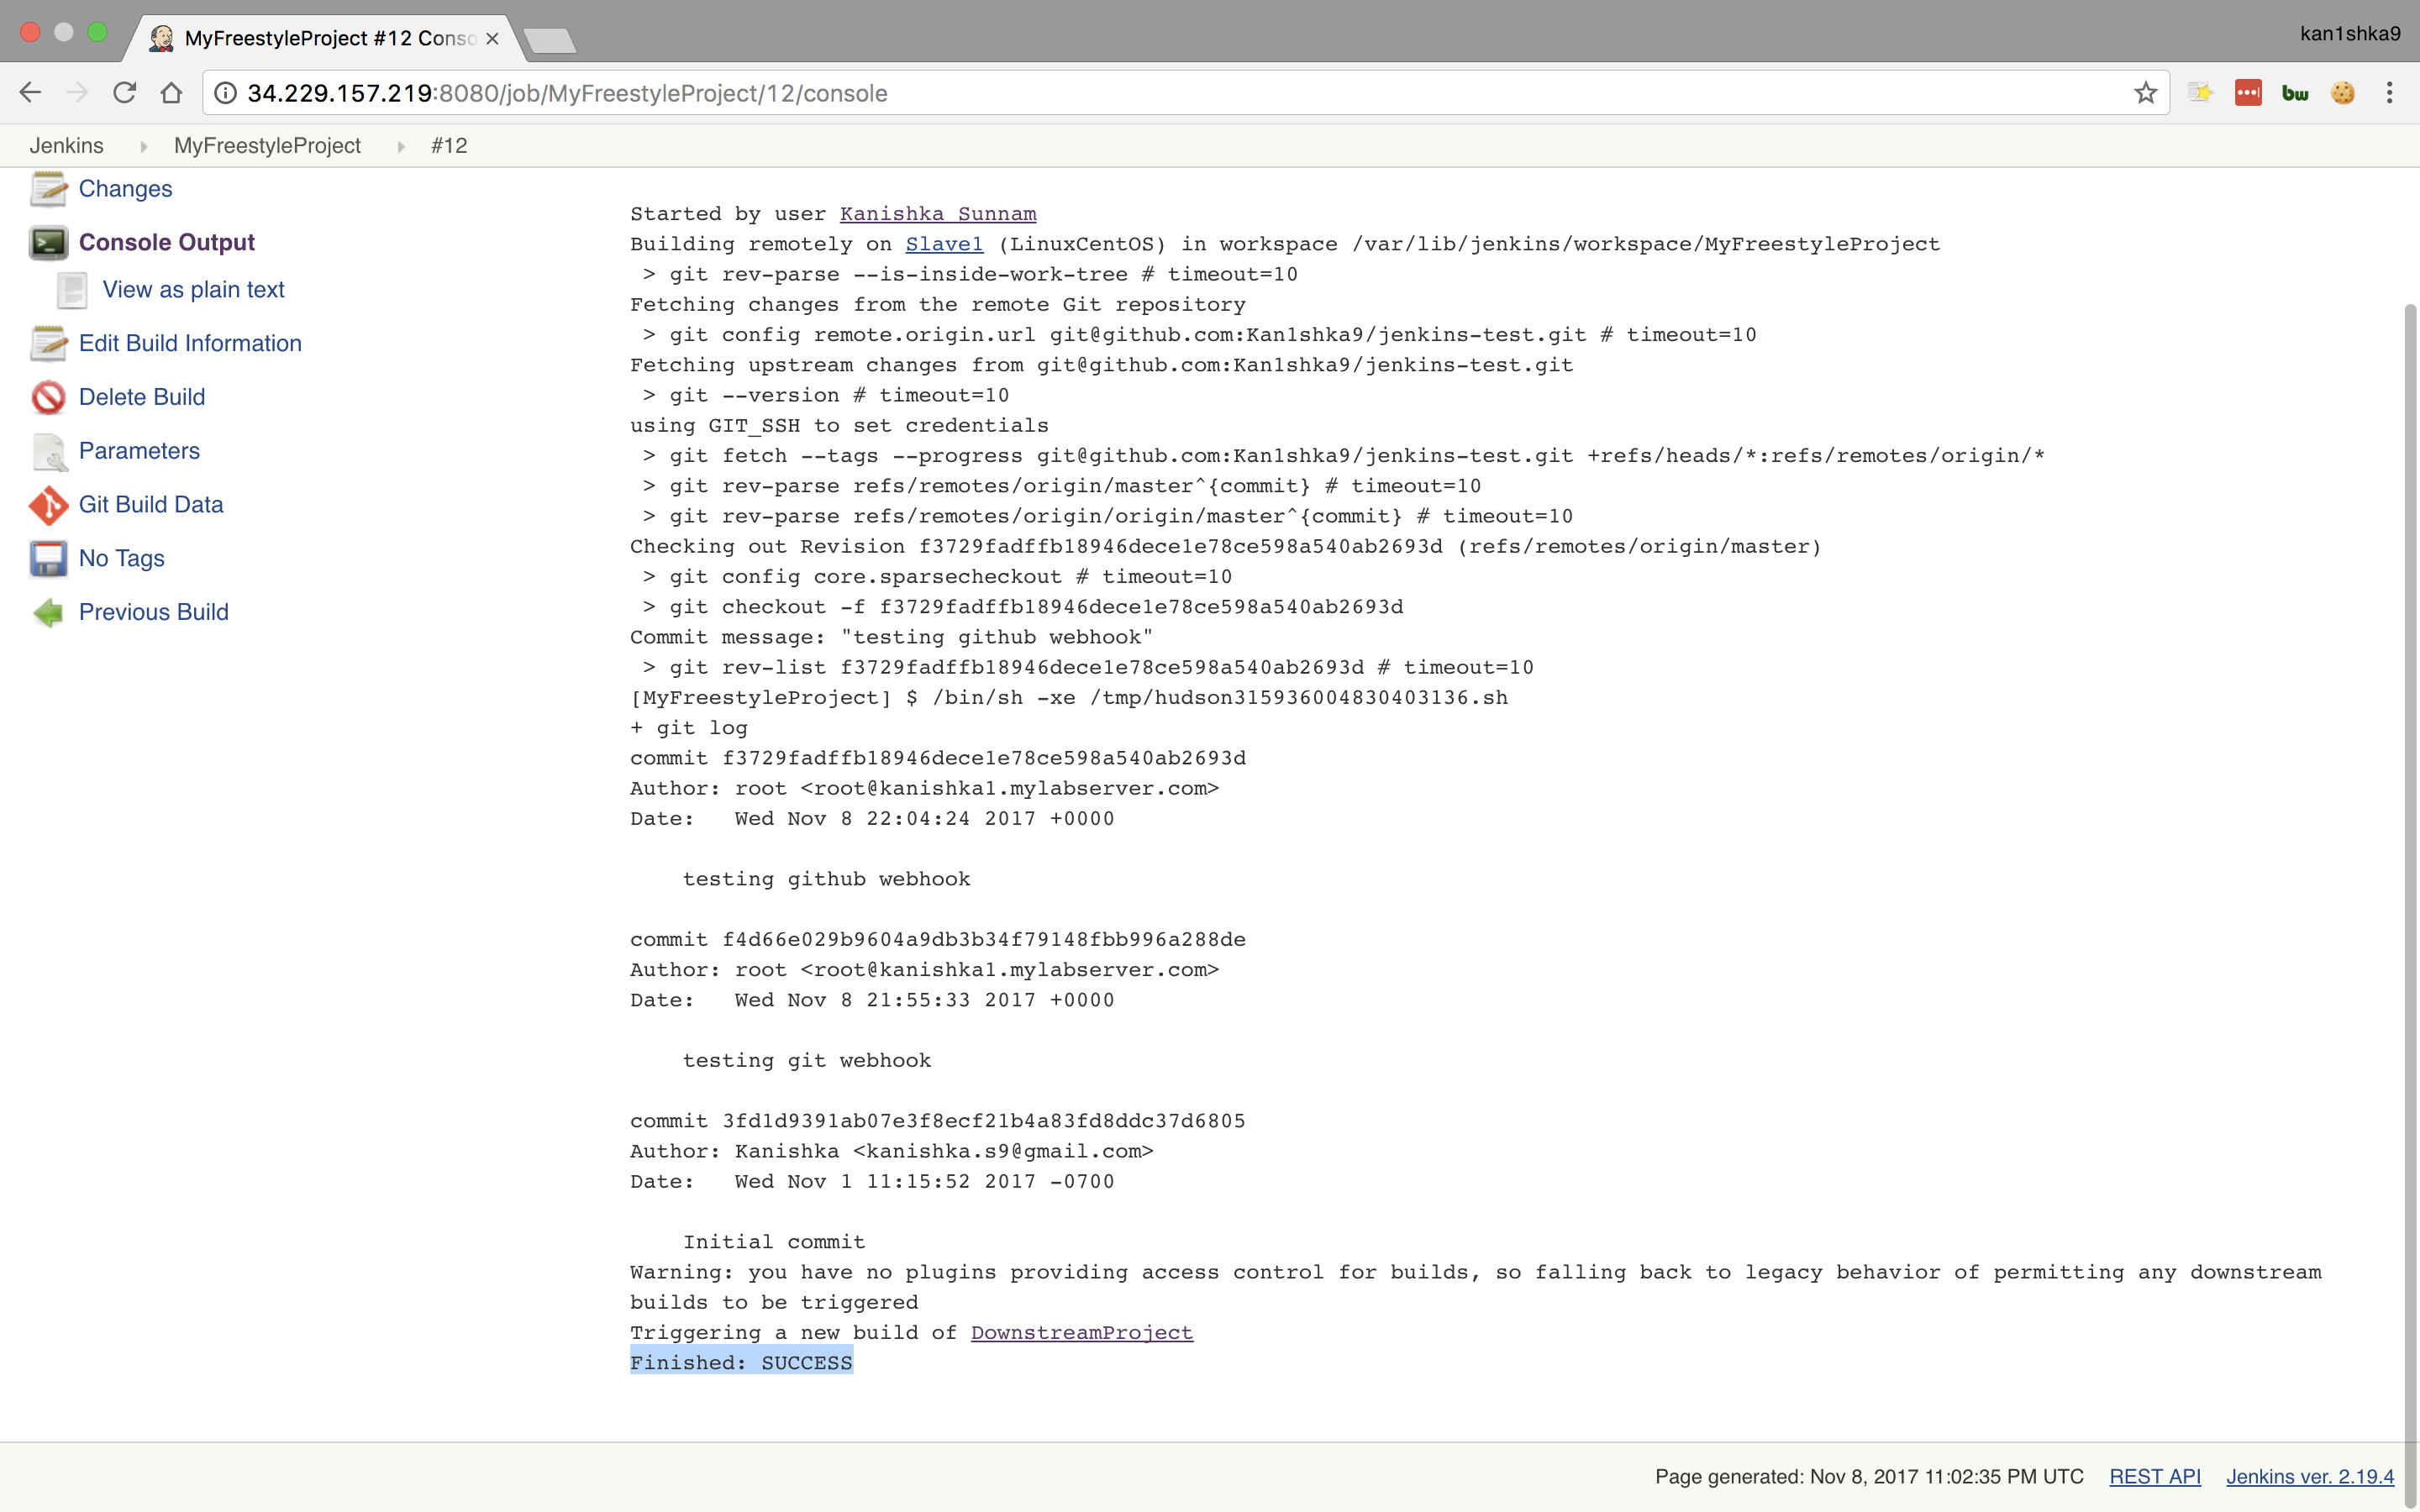 MyFreestyleProject #12 Conso
kan1shka9
34.229.157.219:8080/job/MyFreestyleProject/12/console
bw
Jenkins MyFreestyleProject #12
Changes
Console Output
View as plain text
Edit Build Information
Delete Build
Parameters
Git Build Data
No Tags
Previous Build
Started by user Kanishka Sunnam
Building remotely on Slave1 (LinuxCentOS) in workspace /var/lib/jenkins/workspace/MyFreestyleProject
> git rev-parse --is-inside-work-tree # timeout=10
Fetching changes from the remote Git repository
> git config remote.origin.url git@github.com:Kan1shka9/jenkins-test.git # timeout=10
Fetching upstream changes from git@github.com:Kan1shka9/jenkins-test.git
> git --version # timeout=10
using GIT_SSH to set credentials
> git fetch --tags --progress git@github.com:Kan1shka9/jenkins-test.git +refs/heads/*:refs/remotes/origin/*
> git rev-parse refs/remotes/origin/master^{commit} # timeout=10
> git rev-parse refs/remotes/origin/origin/master^{commit} # timeout=10
Checking out Revision f3729fadffb18946dece1e78ce598a540ab2693d (refs/remotes/origin/master)
> git config core.sparsecheckout # timeout=10
> git checkout -f f3729fadffb18946dece1e78ce598a540ab2693d
Commit message: "testing github webhook"
> git rev-list f3729fadffb18946dece1e78ce598a540ab2693d # timeout=10
[MyFreestyleProject] $ /bin/sh -xe /tmp/hudson315936004830403136.sh
+ git log
commit f3729fadffb18946dece1e78ce598a540ab2693d
Author: root <root@kanishka1.mylabserver.com>
Date:   Wed Nov 8 22:04:24 2017 +0000
testing github webhook
commit f4d66e029b9604a9db3b34f79148fbb996a288de
Author: root <root@kanishka1.mylabserver.com>
Date:   Wed Nov 8 21:55:33 2017 +0000
testing git webhook
commit 3fd1d9391ab07e3f8ecf21b4a83fd8ddc37d6805
Author: Kanishka <kanishka.s9@gmail.com>
Date:   Wed Nov 1 11:15:52 2017 -0700
Initial commit
Warning: you have no plugins providing access control for builds, so falling back to legacy behavior of permitting any downstream
builds to be triggered
Triggering a new build of DownstreamProject
Finished: SUCCESS
Page generated: Nov 8, 2017 11:02:35 PM UTC REST API Jenkins ver. 2.19.4